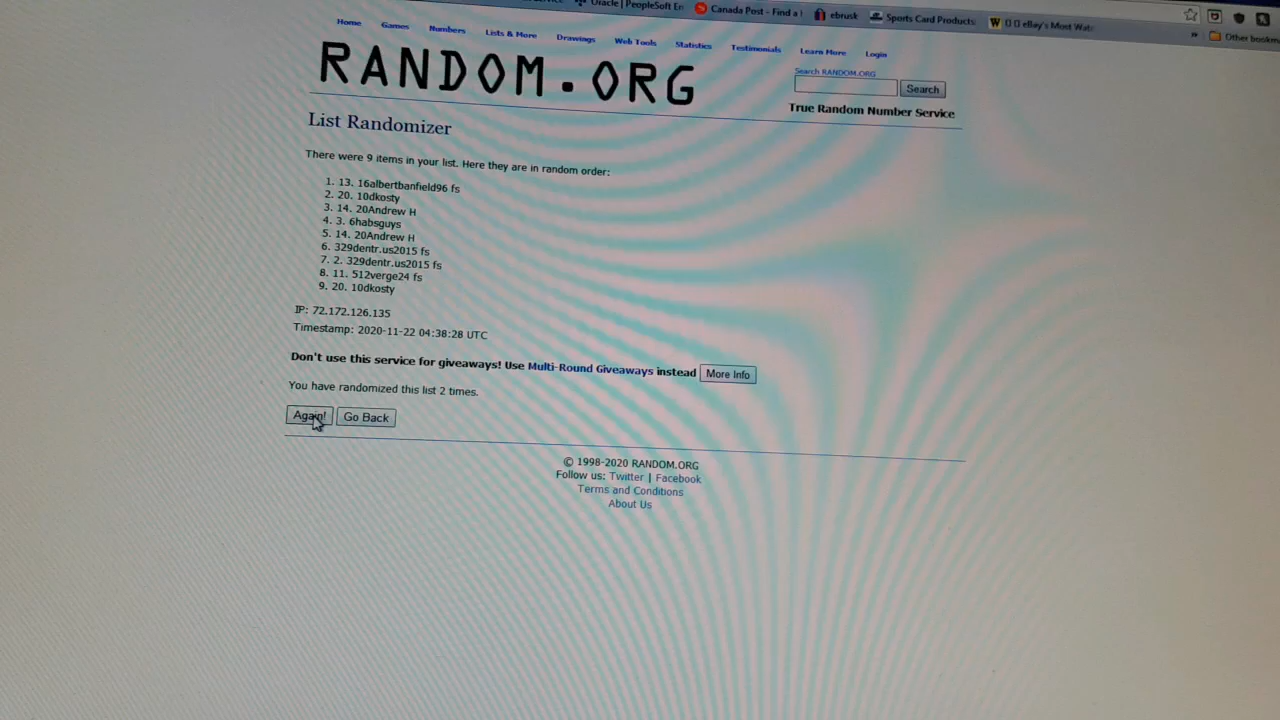 Oracle | PeopleSoft En
Canada Post - Find a
ebrusk
Sports Card Products
elley's Most Wat
Other bookm
Home Games Numbers Lists & More Drawings Web Tools Statistics Testimonials Learn More Login
RANDOM.ORG
Search RANDOM.ORG
Search
True Random Number Service
List Randomizer
There were 9 items in your list. Here they are in random order:
1. 13. 16albertbanfield96 fs
2. 20. 10dkosty
3. 14. 20Andrew H
4. 3. 6habsguys
5. 14. 20Andrew H
6. 329dentr.us2015 fs
7. 2. 329dentr.us2015 fs
8. 11. 512verge24 fs
9. 20. 10dkosty
IP: 72.172.126.135
Timestamp: 2020-11-22 04:38:28 UTC
Don't use this service for giveaways! Use Multi-Round Giveaways instead More Info
You have randomized this list 2 times.
Again! Go Back
© 1998-2020 RANDOM.ORG
Follow us: Twitter | Facebook
Terms and Conditions
About Us